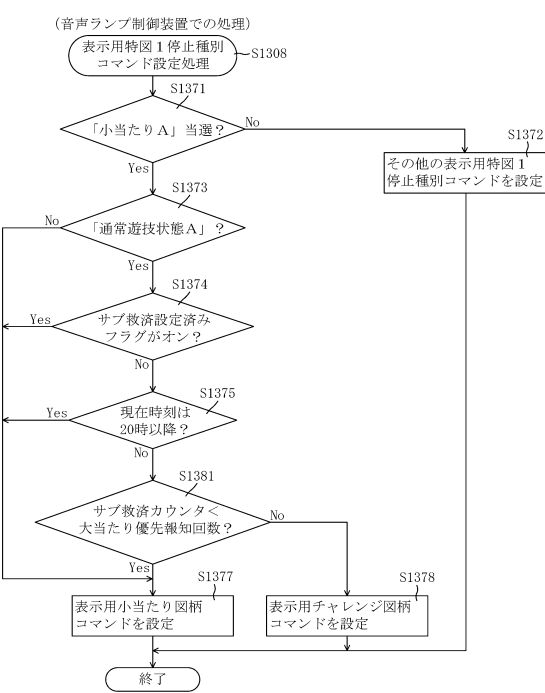 (音声ランプ制御装置での処理)
表示用特図１停止種別
コマンド設定処理
S1308
S1371
「小当たりＡ」当選？
No
Yes
S1372
その他の表示用特図１
停止種別コマンドを設定
S1373
「通常遊技状態Ａ」？
No
Yes
S1374
サブ救済設定済み
フラグがオン？
Yes
No
S1375
現在時刻は
20時以降？
Yes
No
S1381
サブ救済カウンタ＜
大当たり優先報知回数？
No
Yes
S1377
表示用小当たり図柄
コマンドを設定
S1378
表示用チャレンジ図柄
コマンドを設定
終了